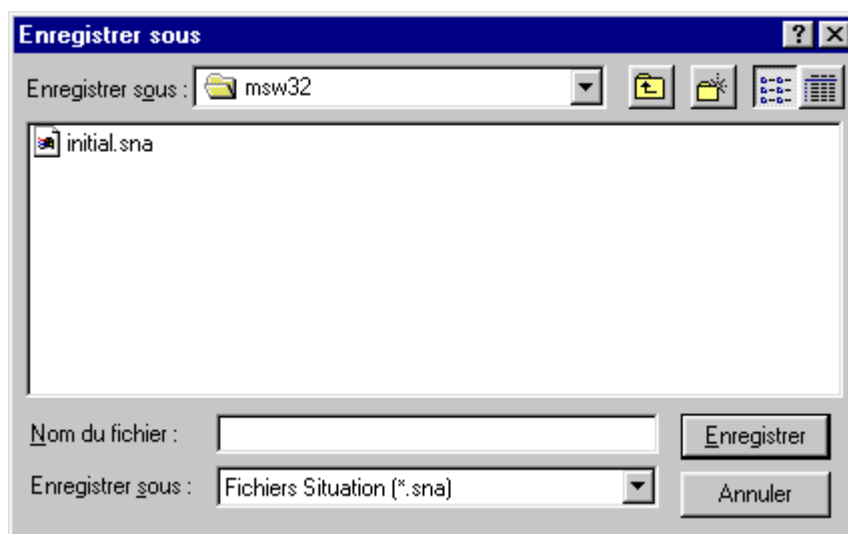 Enregistrer sous
Enregistrer sous : msw32
initial.sna
Nom du fichier :
Enregistrer
Enregistrer sous : Fichiers Situation (*.sna)
Annuler